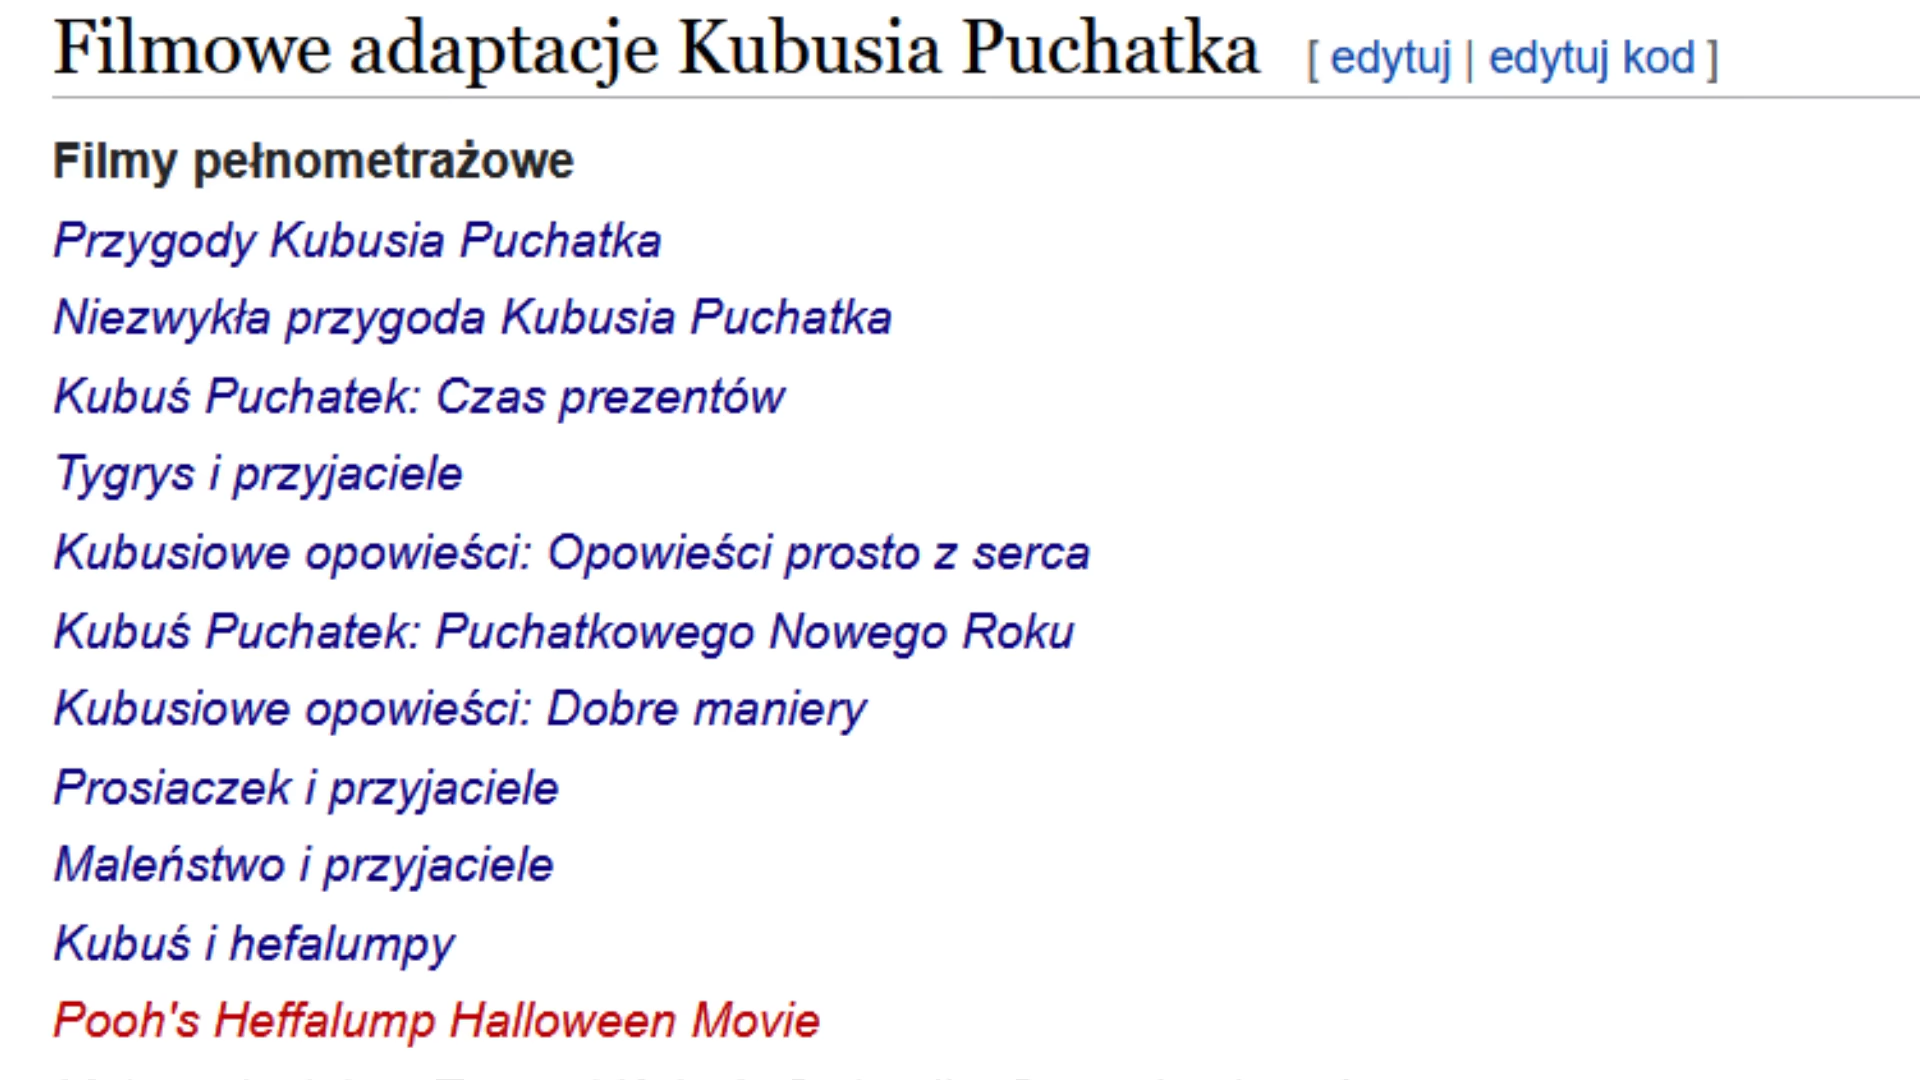 Filmowe adaptacje Kubusia Puchatka [ edytuj | edytuj kod ]
Filmy pełnometrażowe
Przygody Kubusia Puchatka
Niezwykła przygoda Kubusia Puchatka
Kubuś Puchatek: Czas prezentów
Tygrys i przyjaciele
Kubusiowe opowieści: Opowieści prosto z serca
Kubuś Puchatek: Puchatkowego Nowego Roku
Kubusiowe opowieści: Dobre maniery
Prosiaczek i przyjaciele
Maleństwo i przyjaciele
Kubuś i hefalumpy
Pooh's Heffalump Halloween Movie